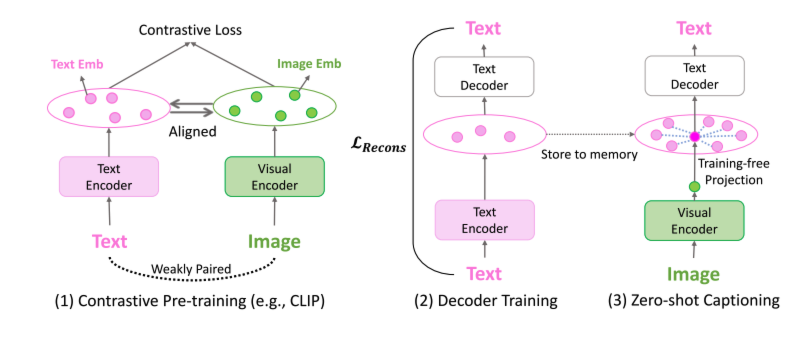 Contrastive Loss
Text Emb
Image Emb
Aligned
Text
Encoder
Visual
Encoder
Text
Image
Weakly Paired
(1) Contrastive Pre-training (e.g., CLIP)
Text
Text
Decoder
ℒRecons
Store to memory
Text
Encoder
Text
(2) Decoder Training
Text
Text
Decoder
Training-free
Projection
Visual
Encoder
Image
(3) Zero-shot Captioning